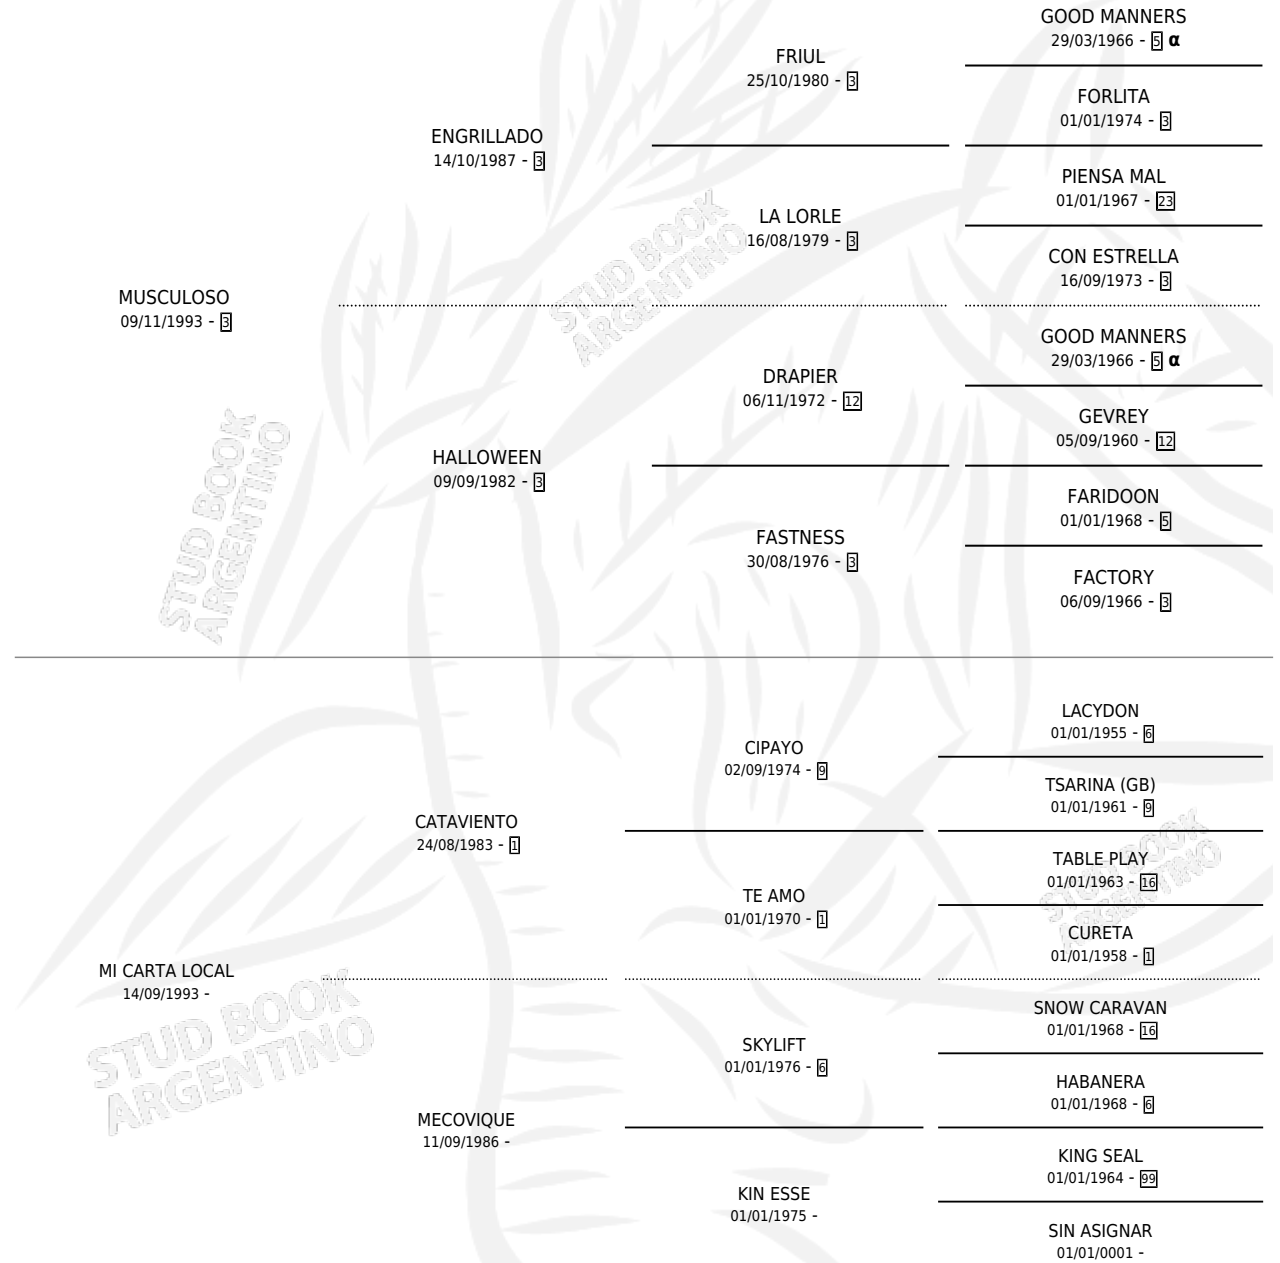 GOOD MANNERS
29/03/1966 - 5 α
FRIUL
25/10/1980 - 3
FORLITA
01/01/1974 - 3
ENGRILLADO
14/10/1987 - 3
PIENSA MAL
01/01/1967 - 23
LA LORLE
16/08/1979 - 3
CON ESTRELLA
16/09/1973 - 3
STUD BOOK
ARGENTINO
MUSCULOSO
09/11/1993 - 3
GOOD MANNERS
29/03/1966 - 5 α
DRAPIER
06/11/1972 - 12
GEVREY
05/09/1960 - 12
HALLOWEEN
09/09/1982 - 3
FARIDOON
01/01/1968 - 5
FASTNESS
30/08/1976 - 3
FACTORY
06/09/1966 - 3
STUD BOOK
ARGENTINO
LACYDON
01/01/1955 - 6
CIPAYO
02/09/1974 - 9
TSARINA (GB)
01/01/1961 - 9
CATAVIENTO
24/08/1983 - 1
TABLE PLAY
01/01/1963 - 16
TE AMO
01/01/1970 - 1
CURETA
01/01/1958 - 1
STUD BOOK
ARGENTINO
MI CARTA LOCAL
14/09/1993 -
SNOW CARAVAN
01/01/1968 - 16
SKYLIFT
01/01/1976 - 6
HABANERA
01/01/1968 - 6
MECOVIQUE
11/09/1986 -
KING SEAL
01/01/1964 - 99
KIN ESSE
01/01/1975 -
SIN ASIGNAR
01/01/0001 -
STUD BOOK
ARGENTINO